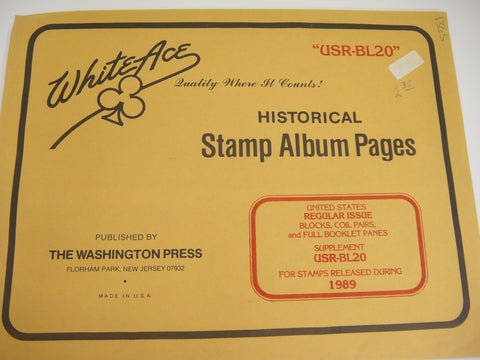 White Ace
"USR-BL20"
Quality Where It Counts!
HISTORICAL
Stamp Album Pages
PUBLISHED BY
THE WASHINGTON PRESS
FLORHAM PARK, NEW JERSEY 07932
MADE IN U.S.A.
UNITED STATES
REGULAR ISSUE
BLOCKS, COIL PAIRS,
and FULL BOOKLET PANES
SUPPLEMENT
USR-BL20
FOR STAMPS RELEASED DURING
1989